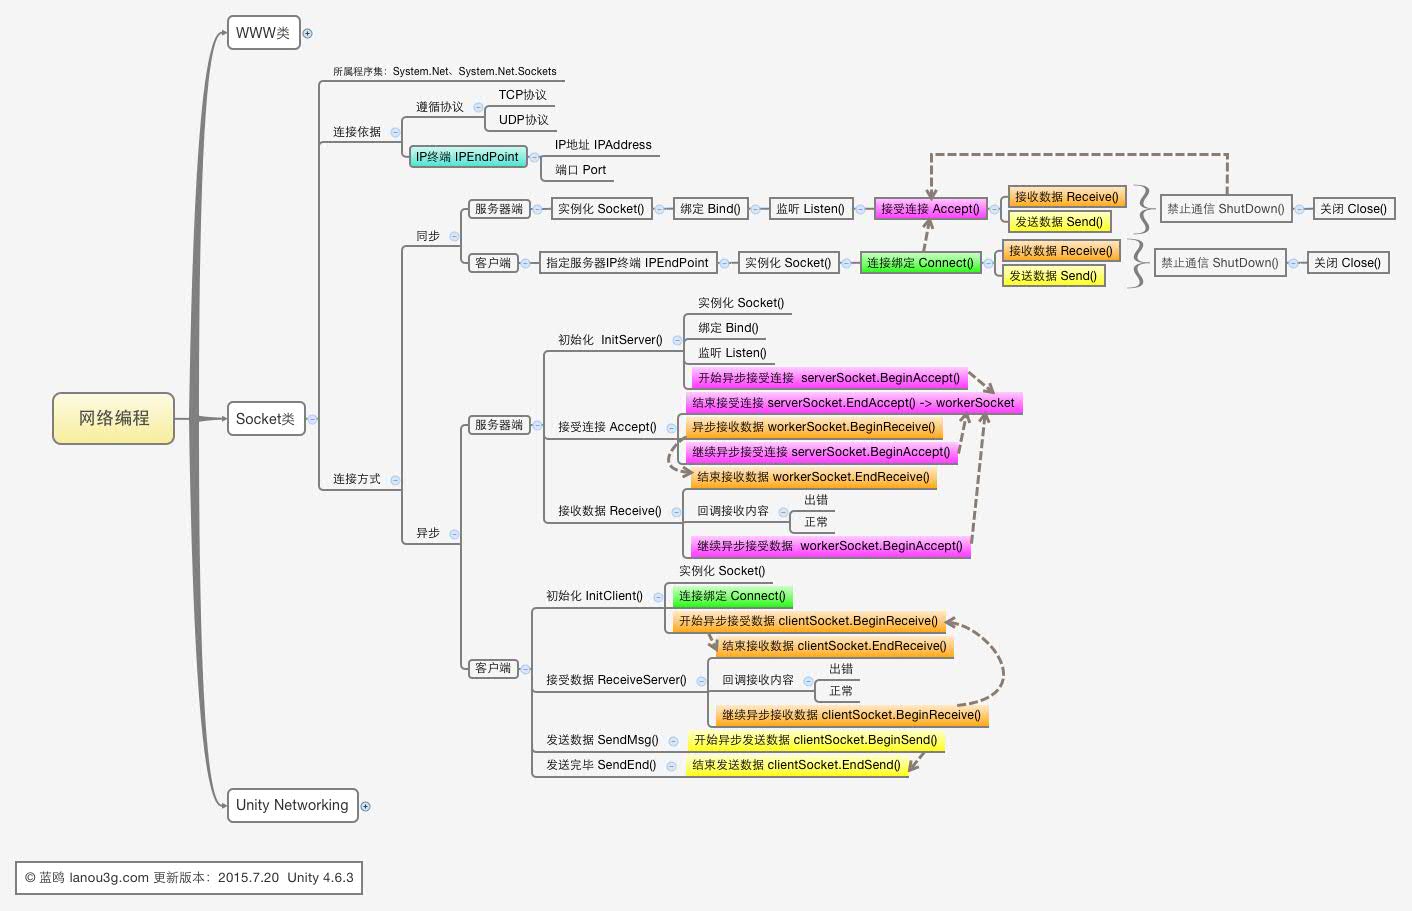 WWW类
所属程序集：System.Net、System.Net.Sockets
TCP协议
遵循协议
UDP协议
连接依据
IP地址 IPAddress
IP终端 IPEndPoint
端口 Port
接收数据 Receive()
服务器端 实例化 Socket() 绑定 Bind() 监听 Listen() 接受连接 Accept() 禁止通信 ShutDown() 关闭 Close()
发送数据 Send()
同步
接收数据 Receive()
客户端 指定服务器IP终端 IPEndPoint 实例化 Socket() 连接绑定 Connect() 禁止通信 ShutDown() 关闭 Close()
发送数据 Send()
实例化 Socket()
绑定 Bind()
初始化  InitServer()
监听 Listen()
开始异步接受连接  serverSocket.BeginAccept()
结束接受连接 serverSocket.EndAccept() -> workerSocket
网络编程
Socket类
服务器端
接受连接 Accept()
异步接收数据 workerSocket.BeginReceive()
继续异步接受连接 serverSocket.BeginAccept()
结束接收数据 workerSocket.EndReceive()
连接方式
出错
接收数据 Receive()
回调接收内容
正常
异步
继续异步接受数据  workerSocket.BeginAccept()
实例化 Socket()
初始化 InitClient()
连接绑定 Connect()
开始异步接受数据 clientSocket.BeginReceive()
结束接收数据 clientSocket.EndReceive()
客户端
出错
接受数据 ReceiveServer()
回调接收内容
正常
继续异步接收数据 clientSocket.BeginReceive()
发送数据 SendMsg()
开始异步发送数据 clientSocket.BeginSend()
发送完毕 SendEnd()
结束发送数据 clientSocket.EndSend()
Unity Networking
© 蓝鸥 lanou3g.com 更新版本：2015.7.20  Unity 4.6.3